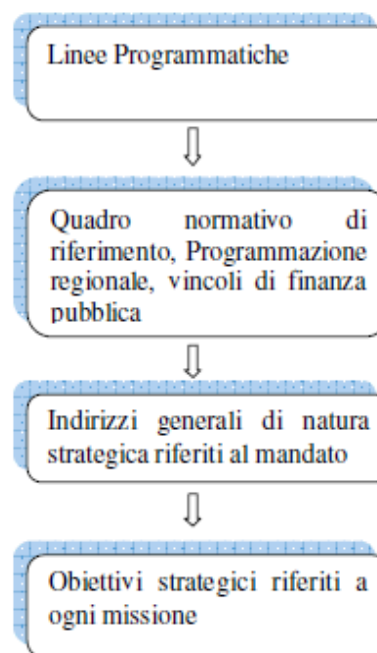 Linee Programmatiche
Quadro normativo di
riferimento, Programmazione
regionale, vincoli di finanza
pubblica
Indirizzi generali di natura
strategica riferiti al mandato
Obiettivi strategici riferiti a
ogni missione